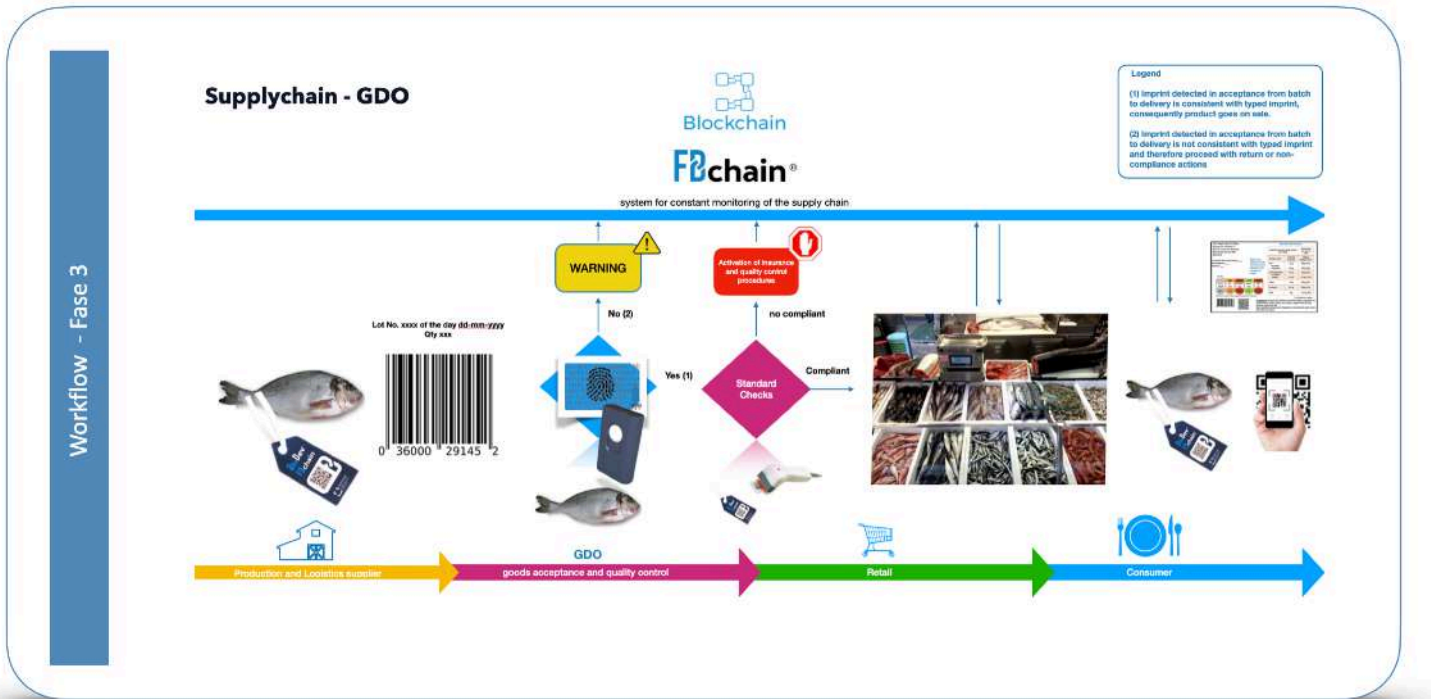 Workflow - Fase 3
Supplychain - GDO
Blockchain
FBchain®
system for constant monitoring of the supply chain
Legend
(1) Imprint detected in acceptance from batch
to delivery is consistent with typed imprint,
consequently product goes on sale.
(2) Imprint detected in acceptance from batch
to delivery is not consistent with typed imprint
and therefore proceed with return or non-
compliance actions
WARNING
Activation of insurance
and quality control
procedures
No (2)
no compliant
Lot No. xxxx of the day dd-mm-yyyy
Qty xxx
Yes (1)
Standard
Checks
Compliant
0 36000 29145 2
chain
GDO
Production and Logistics supplier
goods acceptance and quality control
Retail
Consumer